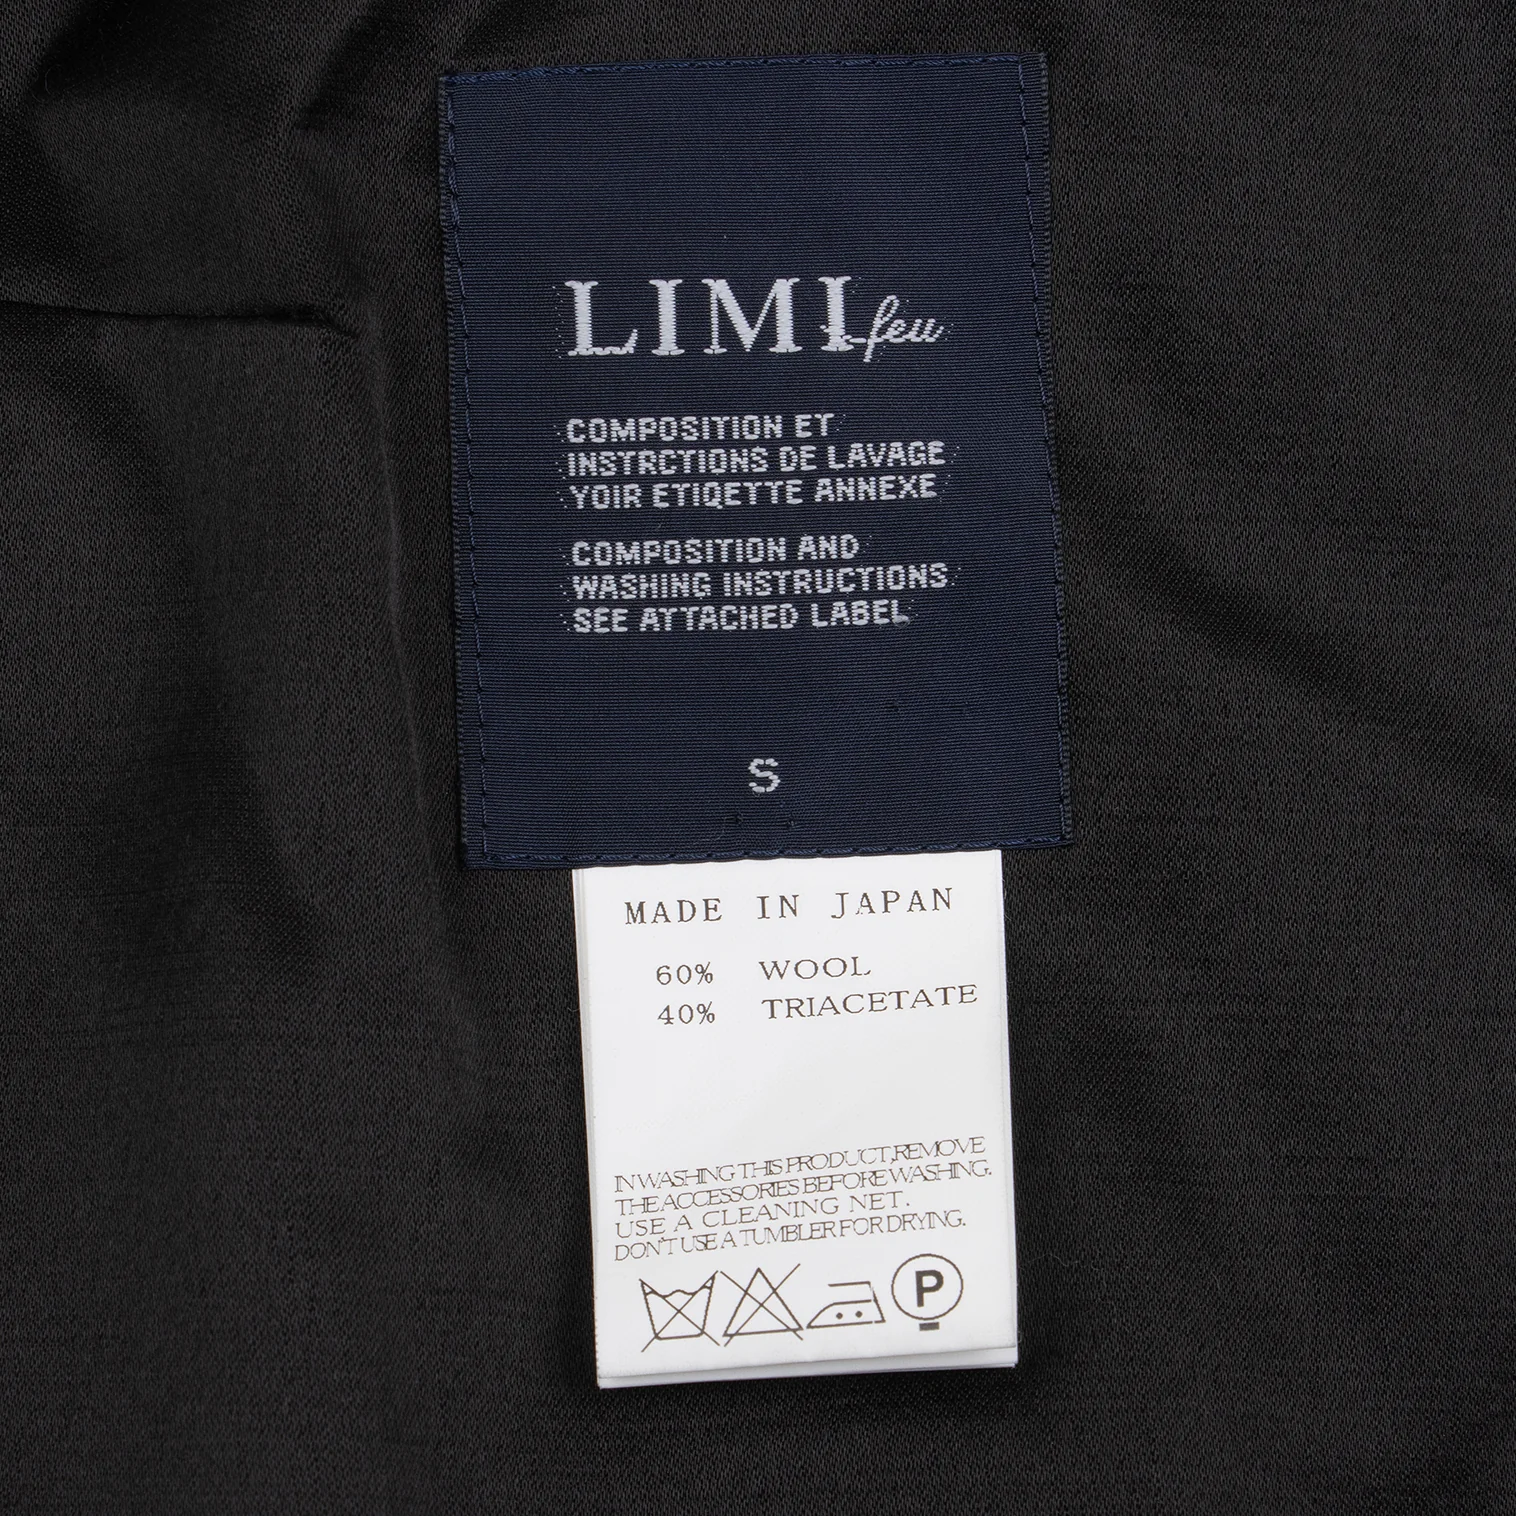 LIMI feu
COMPOSITION ET
INSTRCTIONS DE LAVAGE
YOIR ETIQETTE ANNEXE
COMPOSITION AND
WASHING INSTRUCTIONS
SEE ATTACHED LABEL
S
MADE IN JAPAN
60% WOOL
40% TRIACETATE
IN WASHING THIS PRODUCT,REMOVE
THE ACCESSORIES BEFORE WASHING.
USE A CLEANING NET.
DON'T USE A TUMBLER FOR DRYING.
P